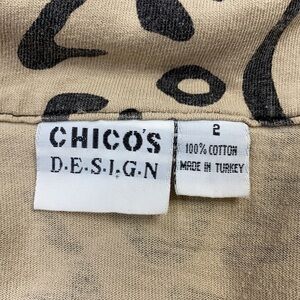 CHICO'S
D·E·S·I·G·N
2
100% COTTON
MADE IN TURKEY